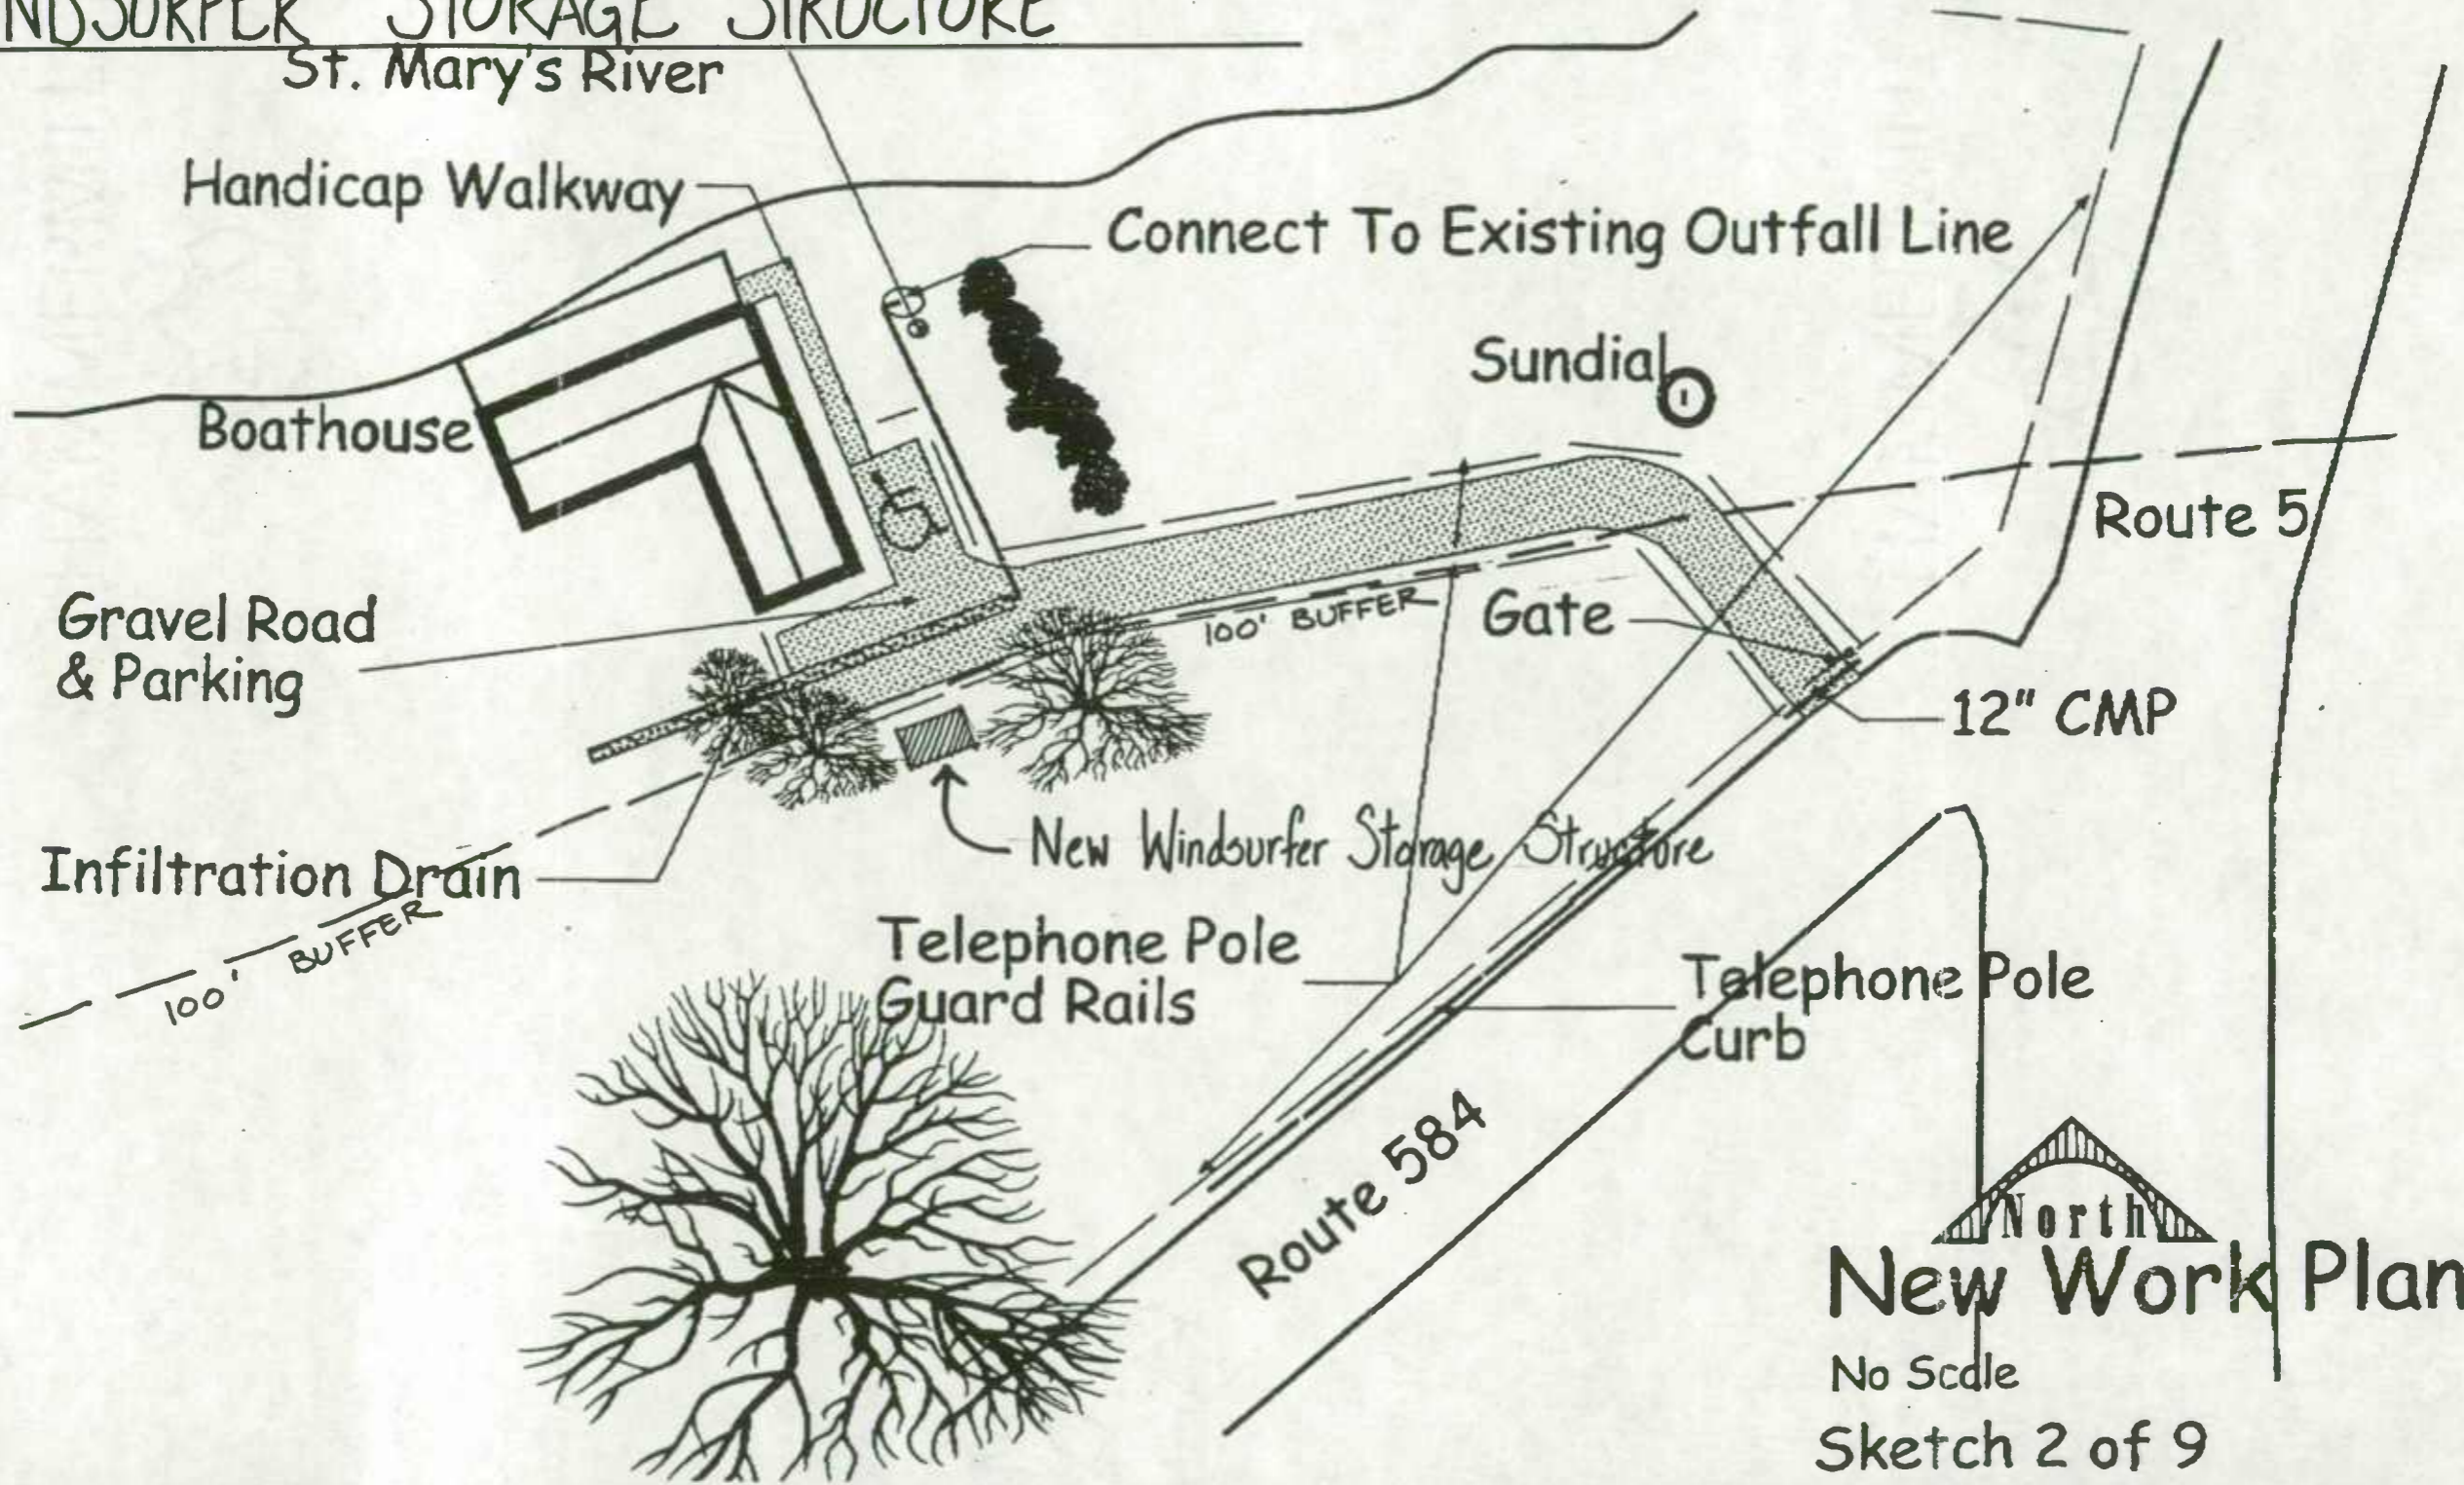 STORAGE STRUCTURE
St. Mary's River
Handicap Walkway
Connect To Existing Outfall Line
Sundial
Boathouse
Route 5
Gravel Road
& Parking
100' BUFFER
Gate
12" CMP
New Windsurfer Storage Structure
Infiltration Drain
100' BUFFER
Telephone Pole
Guard Rails
Telephone Pole
Curb
Route 584
North
New Work Plan
No Scale
Sketch 2 of 9